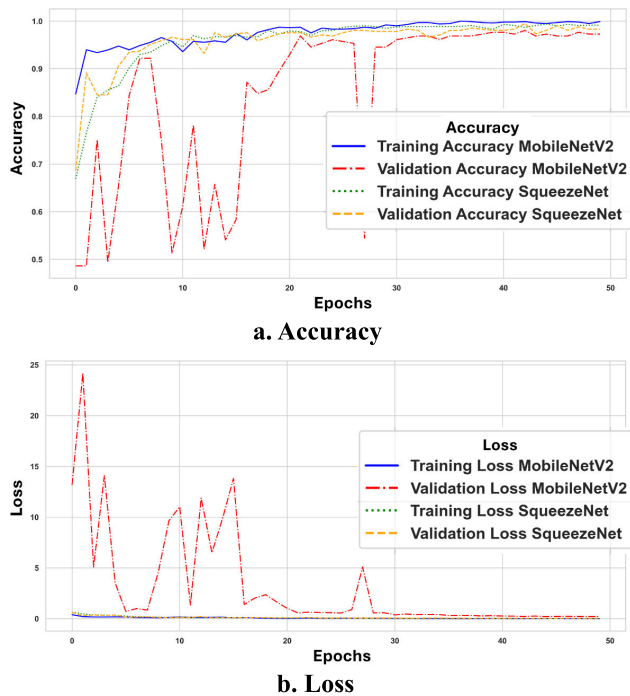 1.0
0.9
0.8
0.7
0.6
0.5
Accuracy
Accuracy
Training Accuracy MobileNetV2
Validation Accuracy MobileNetV2
Training Accuracy SqueezeNet
Validation Accuracy SqueezeNet
0 10 20 30 40 50
Epochs
a. Accuracy
25
20
15
10
5
0
Loss
Loss
Training Loss MobileNetV2
Validation Loss MobileNetV2
Training Loss SqueezeNet
Validation Loss SqueezeNet
0 10 20 30 40 50
Epochs
b. Loss